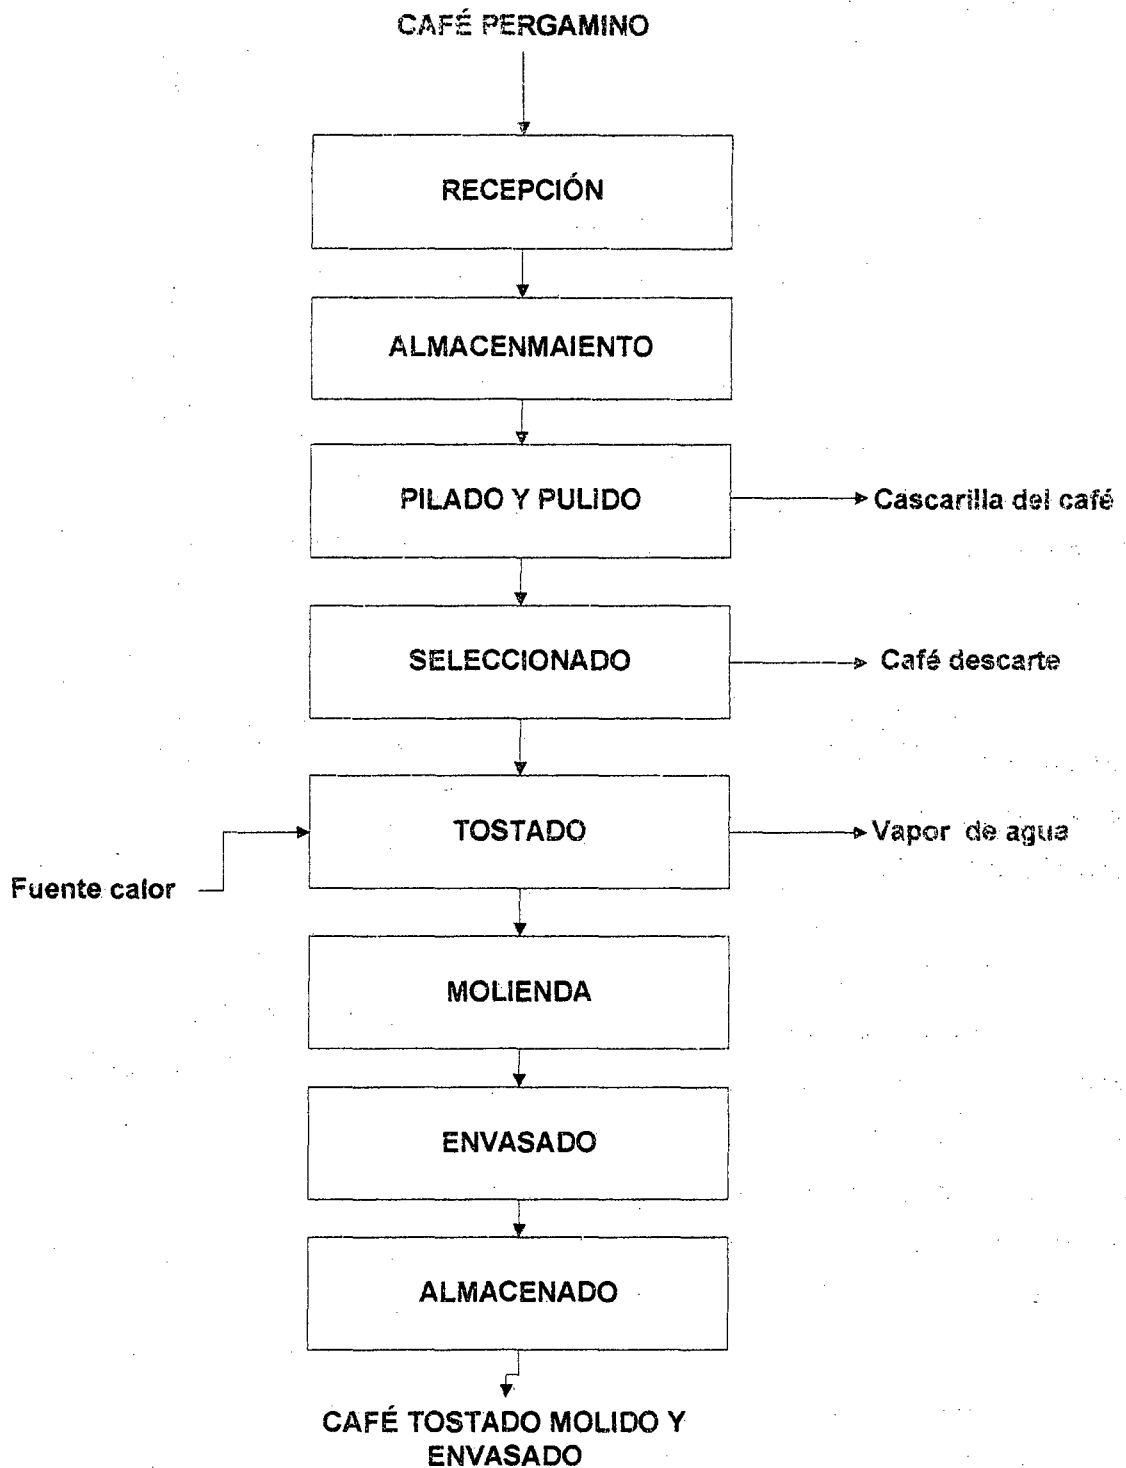 CAFÉ PERGAMINO
RECEPCIÓN
ALMACENMAIENTO
PILADO Y PULIDO
Cascarilla del café
SELECCIONADO
Café descarte
TOSTADO
Vapor de agua
Fuente calor
MOLIENDA
ENVASADO
ALMACENADO
CAFÉ TOSTADO MOLIDO Y
ENVASADO